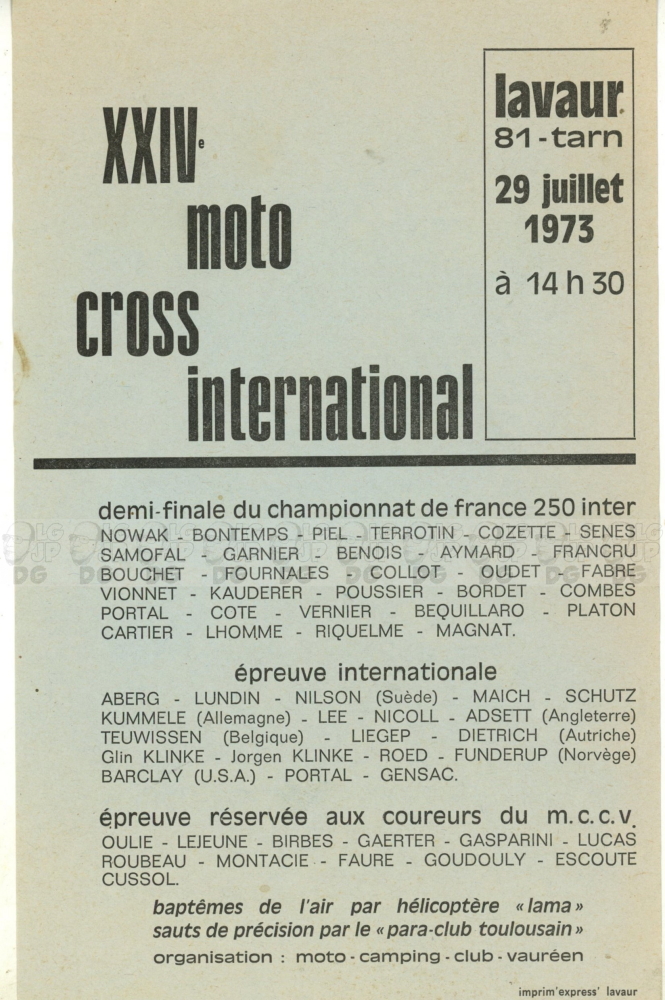 XXIVe
moto
cross
international
lavaur
81-tarn
29 juillet
1973
à 14 h 30
demi-finale du championnat de france 250 inter
NOWAK - BONTEMPS - PIEL - TERROTIN - COZETTE - SENES
SAMOFAL - GARNIER - BENOIS - AYMARD - FRANCRU
BOUCHET - FOURNALES - COLLOT - OUDET - FABRE
VIONNET - KAUDERER - POUSSIER - BORDET - COMBES
PORTAL - COTE - VERNIER - BEQUILLARO - PLATON
CARTIER - LHOMME - RIQUELME - MAGNAT.
épreuve internationale
ABERG - LUNDIN - NILSON (Suède) - MAICH - SCHUTZ
KUMMELE (Allemagne) - LEE - NICOLL - ADSETT (Angleterre)
TEUWISSEN (Belgique) - LIEGEP - DIETRICH (Autriche)
Glin KLINKE - Jorgen KLINKE - ROED - FUNDERUP (Norvège)
BARCLAY (U.S.A.) - PORTAL - GENSAC.
épreuve réservée aux coureurs du m.c.c.v.
OULIE - LEJEUNE - BIRBES - GAERTER - GASPARINI - LUCAS
ROUBEAU - MONTACIE - FAURE - GOUDOULY - ESCOUTE
CUSSOL.
baptêmes de l'air par hélicoptère «lama»
sauts de précision par le «para-club toulousain»
organisation : moto-camping-club-vauréen
imprim'express' lavaur